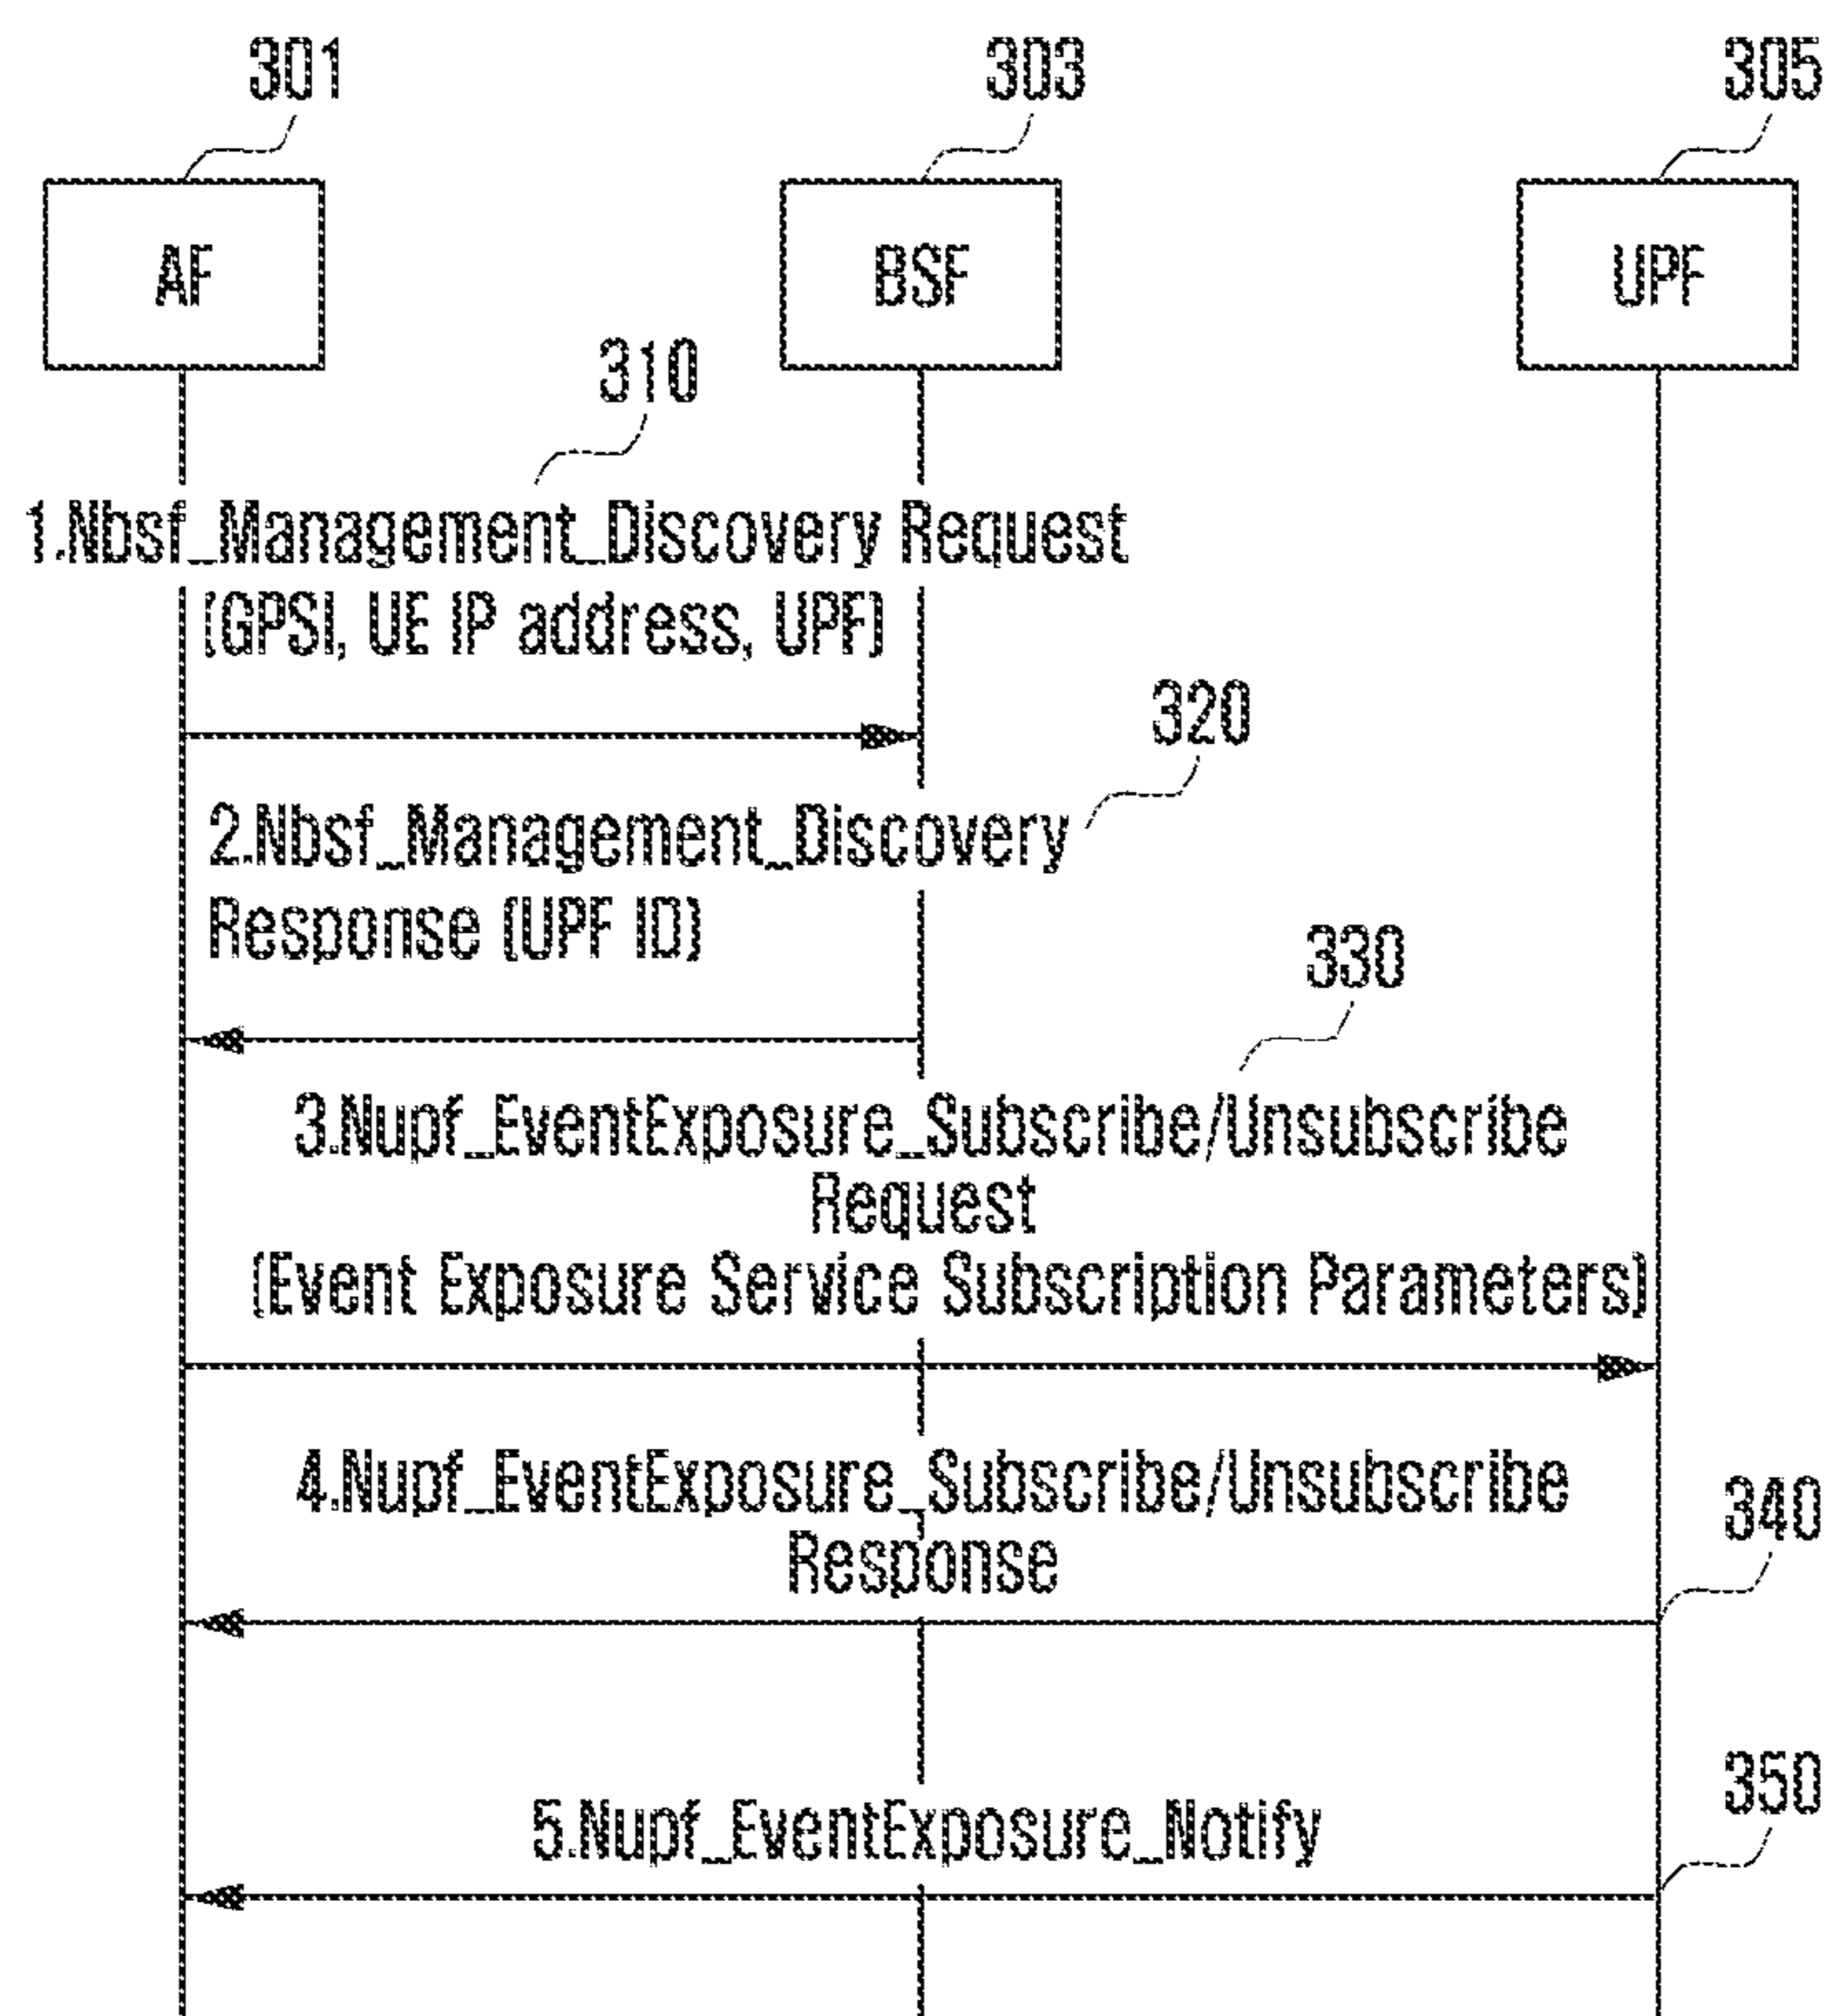 301
303
305
AF
BSF
UPF
310
1.Nbsf_Management_Discovery Request
(GPSI, UE IP address, UPF)
320
2.Nbsf_Management_Discovery
Response (UPF ID)
330
3.Nupf_EventExposure_Subscribe/Unsubscribe
Request
(Event Exposure Service Subscription Parameters)
4.Nupf_EventExposure_Subscribe/Unsubscribe
Response
340
350
5.Nupf_EventExposure_Notify